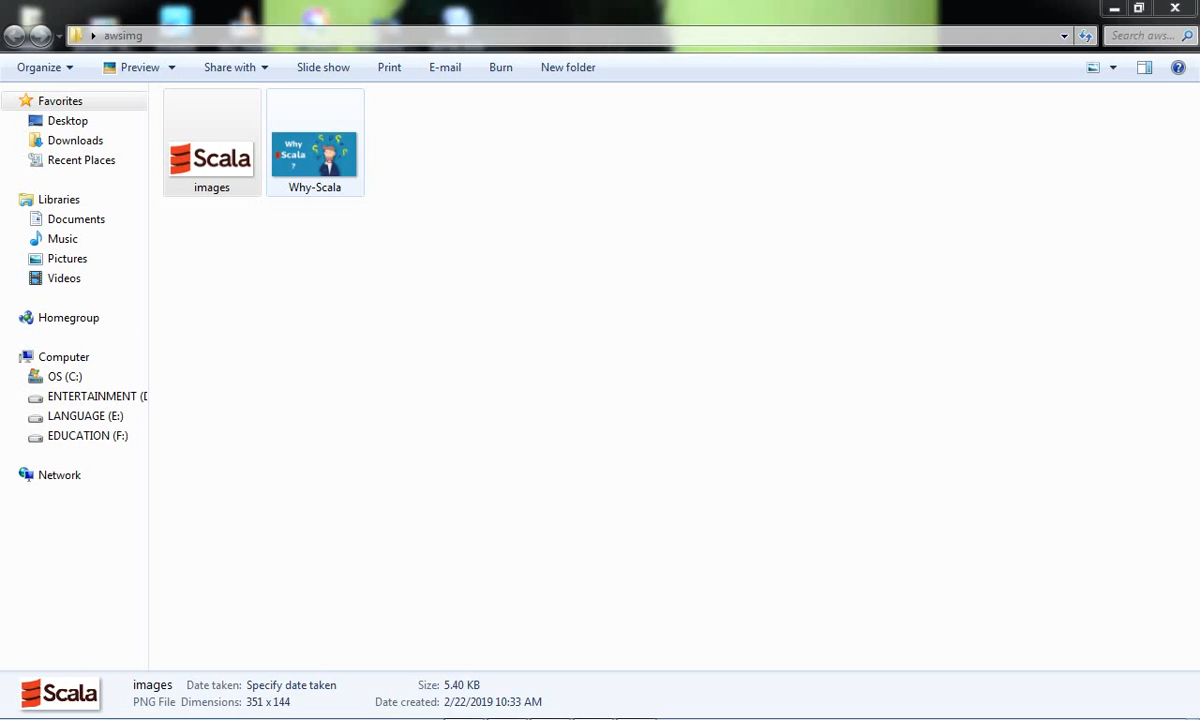 awsimg
Search aws...
Organize Preview Share with Slide show Print E-mail Burn New folder
Favorites
Desktop
Downloads
Recent Places
Libraries
Documents
Music
Pictures
Videos
Homegroup
Computer
OS (C:)
ENTERTAINMENT (D
LANGUAGE (E:)
EDUCATION (F:)
Network
Scala
images
Why
Scala
?
Why-Scala
Scala
images Date taken: Specify date taken Size: 5.40 KB
PNG File Dimensions: 351 x 144 Date created: 2/22/2019 10:33 AM